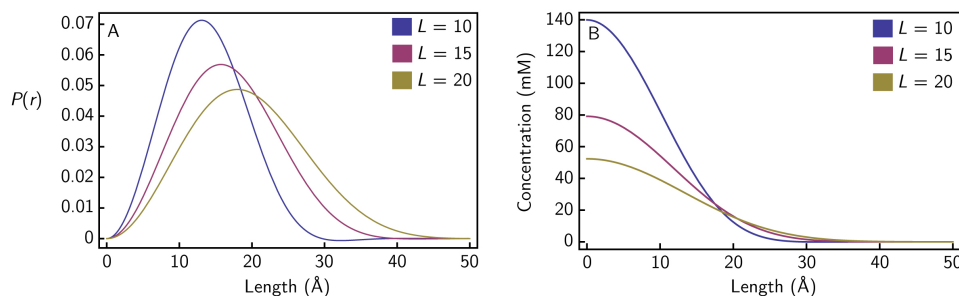 A
L = 10
L = 15
L = 20
P(r)
0.07
0.06
0.05
0.04
0.03
0.02
0.01
0
0 10 20 30 40 50
Length (Å)
B
L = 10
L = 15
L = 20
Concentration (mM)
140
120
100
80
60
40
20
0
0 10 20 30 40 50
Length (Å)